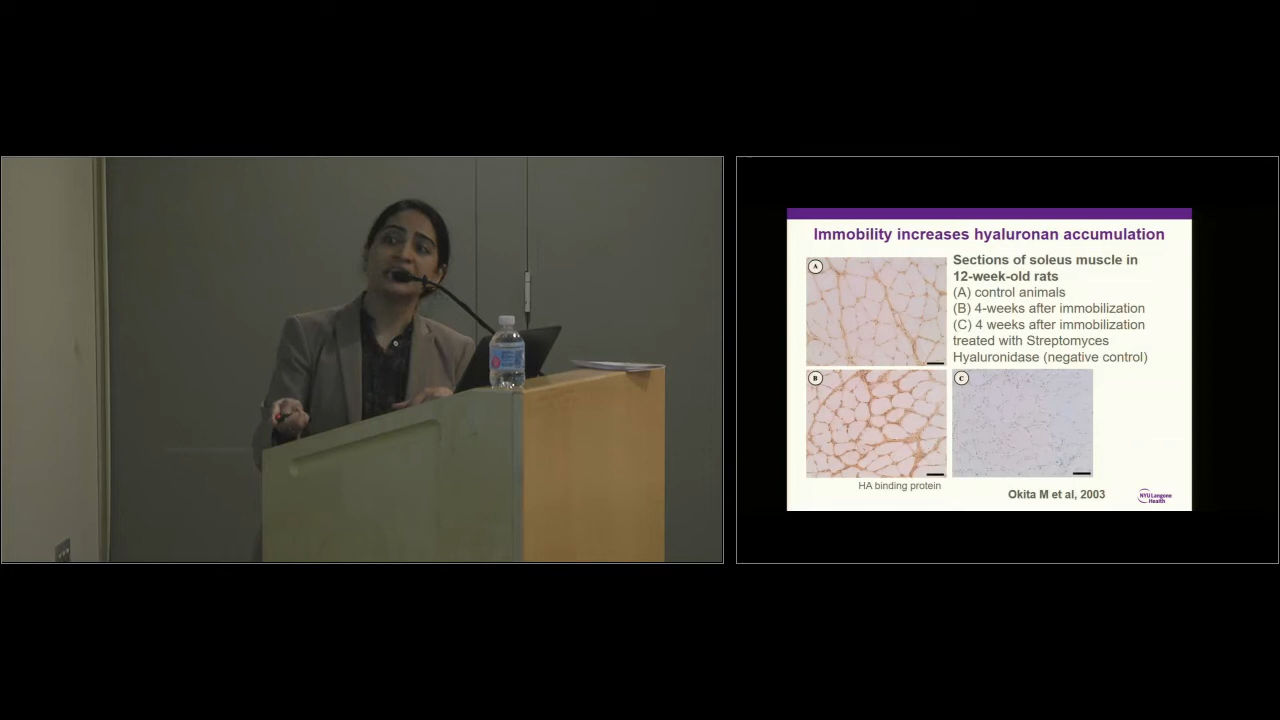 Immobility increases hyaluronan accumulation
A
Sections of soleus muscle in
12-week-old rats
(A) control animals
(B) 4-weeks after immobilization
(C) 4 weeks after immobilization
treated with Streptomyces
Hyaluronidase (negative control)
B
C
HA binding protein
Okita M et al, 2003
NYU Langone
Health